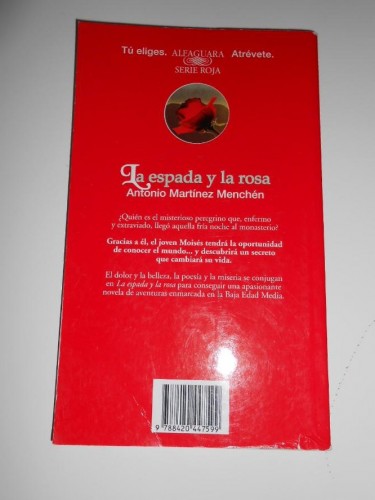 Tú eliges. ALFAGUARA Atrévete.
SERIE ROJA
La espada y la rosa
Antonio Martínez Menchén
¿Quién es el misterioso peregrino que, enfermo
y extraviado, llegó aquella fría noche al monasterio?
Gracias a él, el joven Moisés tendrá la oportunidad
de conocer el mundo... y descubrirá un secreto
que cambiará su vida.
El dolor y la belleza, la poesía y la miseria se conjugan
en La espada y la rosa para conseguir una apasionante
novela de aventuras enmarcada en la Baja Edad Media.
9 788420 447599